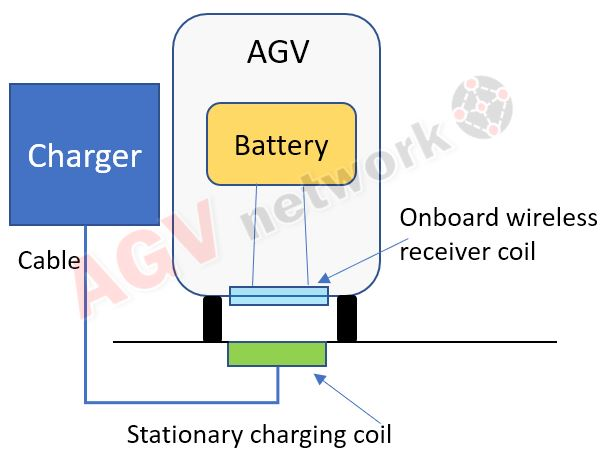 AGV
Charger
Battery
AGV network
Onboard wireless
receiver coil
Cable
Stationary charging coil